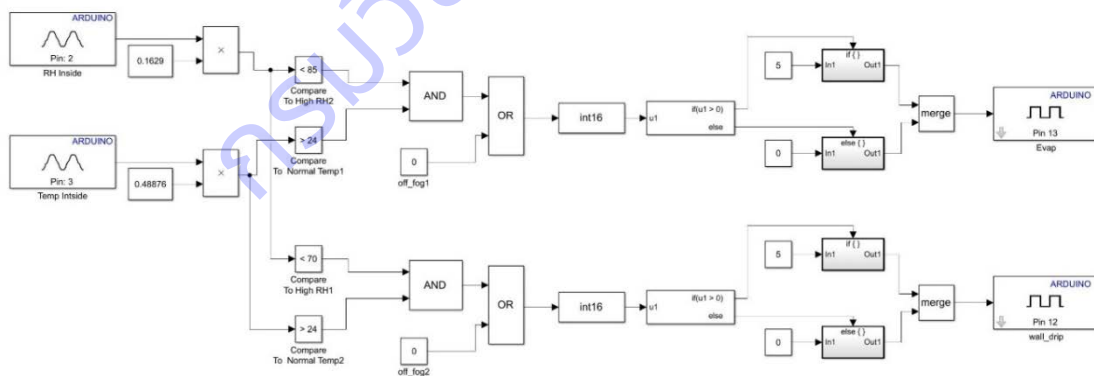 ARDUINO
Pin: 2
RH Inside
0.1629
×
ARDUINO
Pin: 3
Temp Intside
0.48876
×
< 85
Compare
To High RH2
> 24
Compare
To Normal Temp1
AND
0
off_fog1
OR
int16
u1
if(u1 > 0)
else
5
if { }
In1
Out1
0
else { }
In1
Out1
merge
ARDUINO
Pin 13
Evap
< 70
Compare
To High RH1
> 24
Compare
To Normal Temp2
AND
0
off_fog2
OR
int16
u1
if(u1 > 0)
else
5
if { }
In1
Out1
0
else { }
In1
Out1
merge
ARDUINO
Pin 12
wall_drip